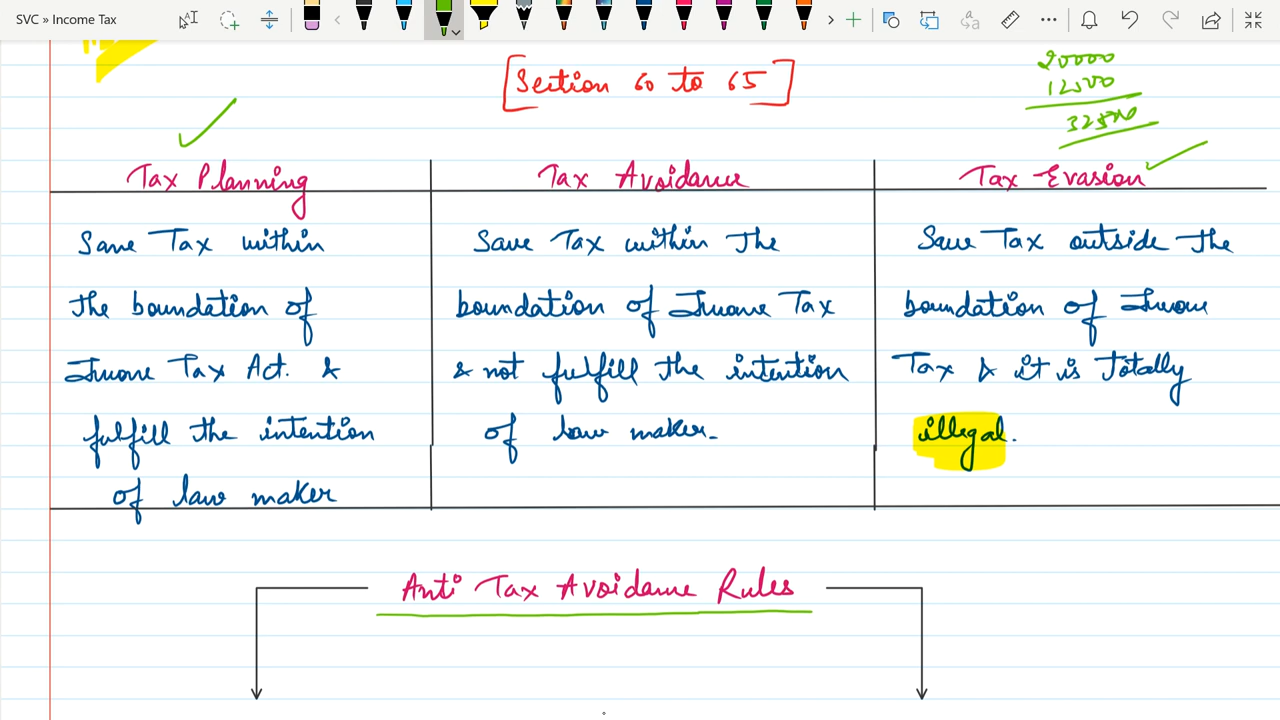 SVC » Income Tax
[Section 60 to 65]
20000
12500
32500
Tax Planning
Tax Avoidance
Tax Evasion
Save Tax within
the boundation of
Income Tax Act. &
fulfill the intention
of law maker
Save Tax within the
boundation of Income Tax
& not fulfill the intention
of law maker.
Save Tax outside the
boundation of Income
Tax & it is Totally
illegal.
Anti Tax Avoidance Rules